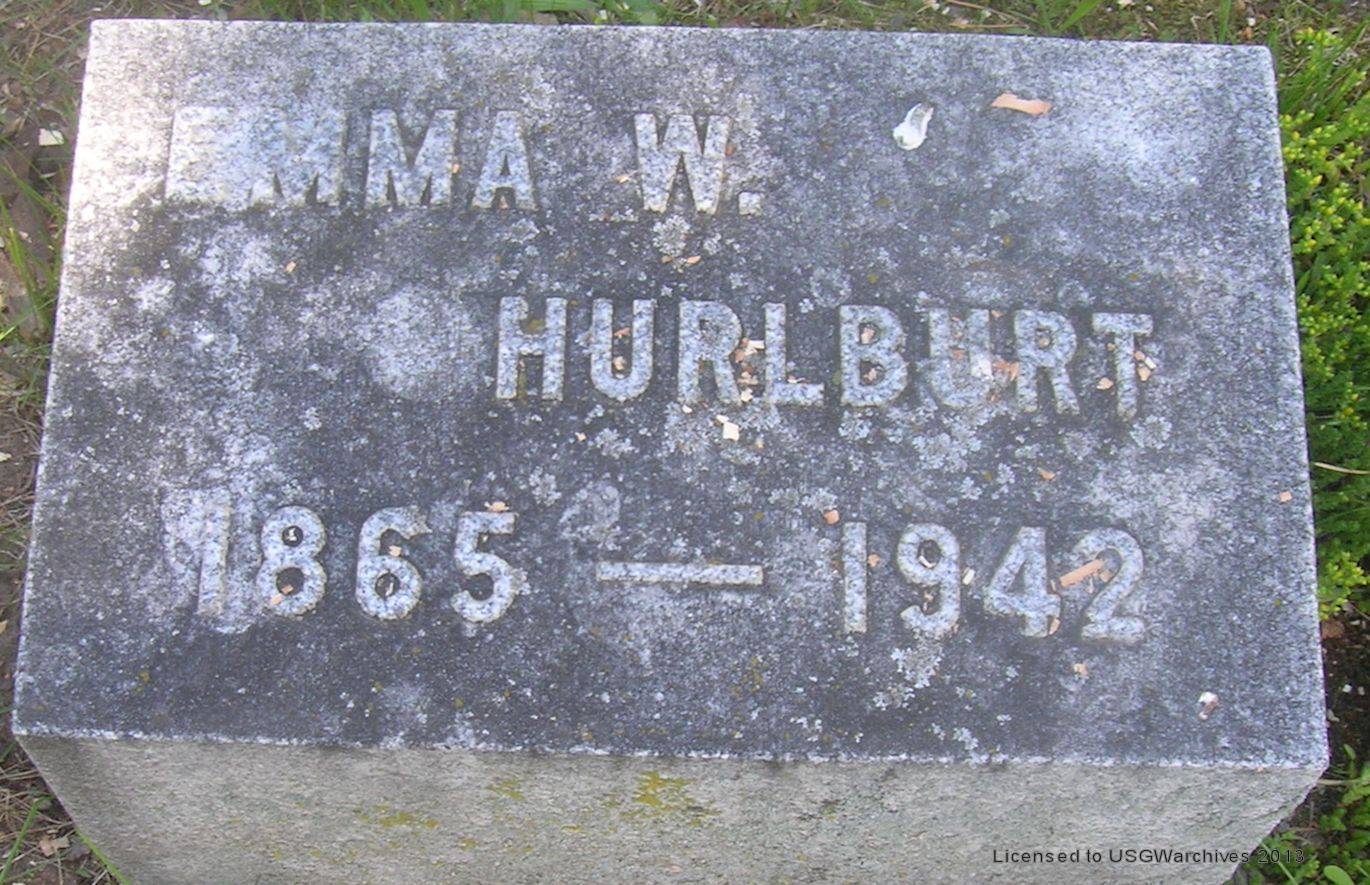 EMMA W.
HURLBURT
1865 — 1942
Licensed to USGWarchives 2013